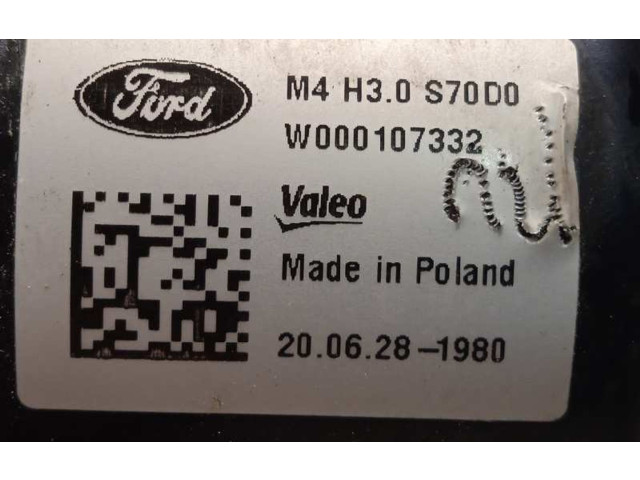 Ford
M4 H3.0 S70D0
W000107332
Valeo
Made in Poland
20.06.28-1980